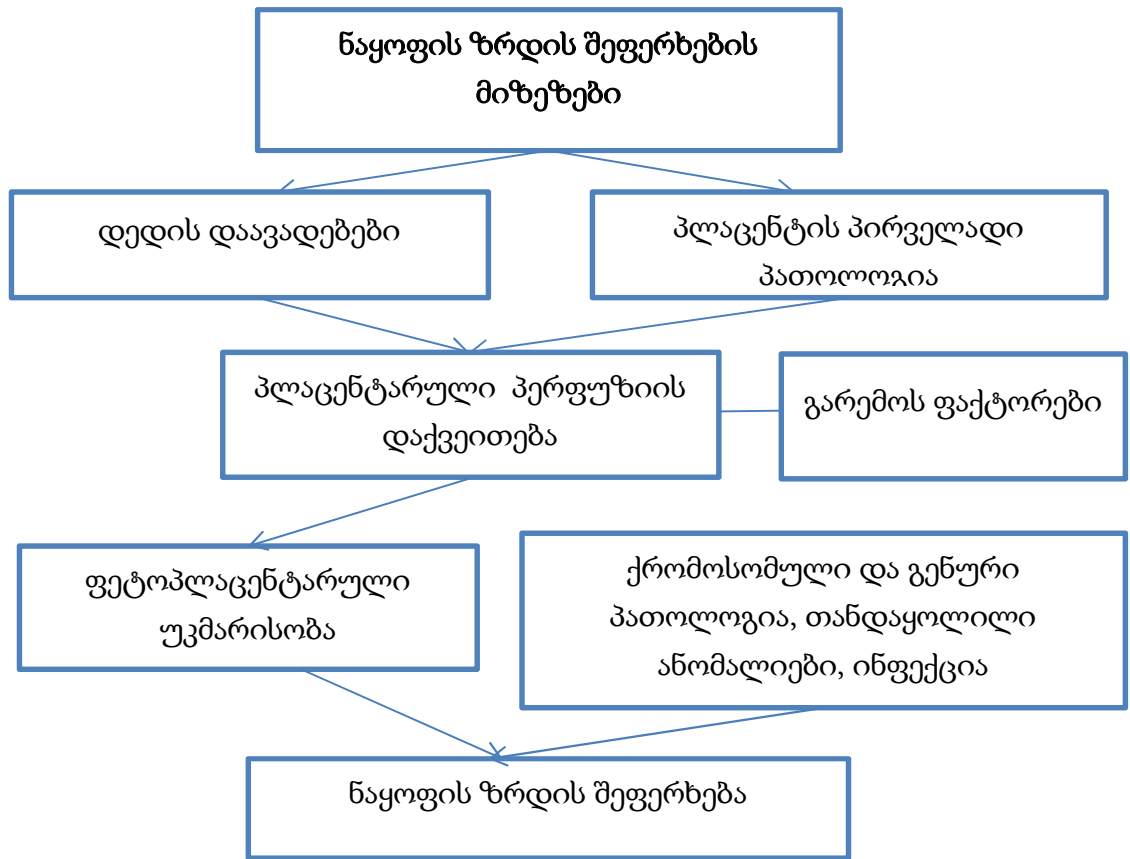 ნაყოფის ზრდის შეფერხების
მიზეზები
დედის დაავადებები
პლაცენტის პირველადი
პათოლოგია
პლაცენტარული პერფუზიის
დაქვეითება
გარემოს ფაქტორები
ფეტოპლაცენტარული
უკმარისობა
ქრომოსომული და გენური
პათოლოგია, თანდაყოლილი
ანომალიები, ინფექცია
ნაყოფის ზრდის შეფერხება